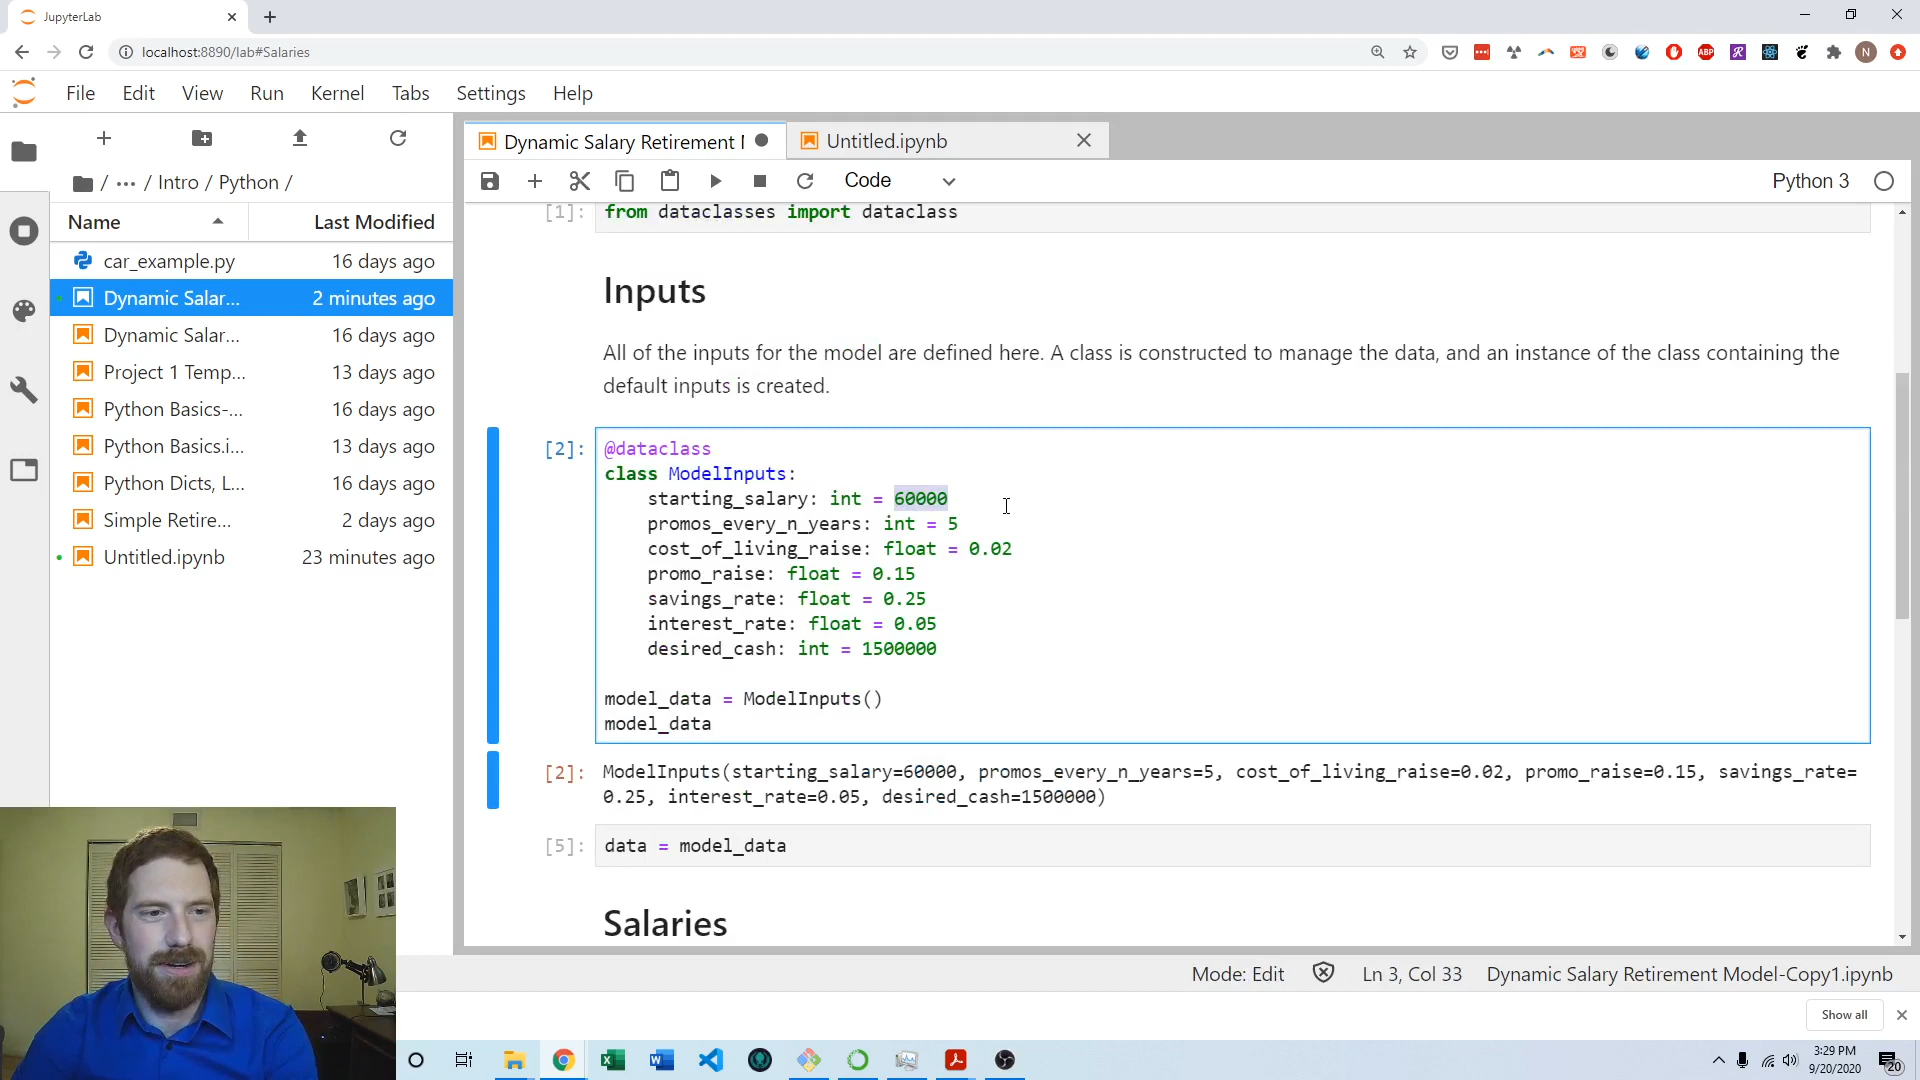 JupyterLab
localhost:8890/lab#Salaries
ABP
N
File Edit View Run Kernel Tabs Settings Help
Dynamic Salary Retirement
Untitled.ipynb
/ ··· / Intro / Python /
Code
Python 3
Name Last Modified
car_example.py 16 days ago
Dynamic Salar... 2 minutes ago
Dynamic Salar... 16 days ago
Project 1 Temp... 13 days ago
Python Basics-... 16 days ago
Python Basics.i... 13 days ago
Python Dicts, L... 16 days ago
Simple Retire... 2 days ago
Untitled.ipynb 23 minutes ago
[1]: from dataclasses import dataclass
Inputs
All of the inputs for the model are defined here. A class is constructed to manage the data, and an instance of the class containing the
default inputs is created.
[2]: @dataclass
class ModelInputs:
starting_salary: int = 60000
promos_every_n_years: int = 5
cost_of_living_raise: float = 0.02
promo_raise: float = 0.15
savings_rate: float = 0.25
interest_rate: float = 0.05
desired_cash: int = 1500000
model_data = ModelInputs()
model_data
[2]: ModelInputs(starting_salary=60000, promos_every_n_years=5, cost_of_living_raise=0.02, promo_raise=0.15, savings_rate=
0.25, interest_rate=0.05, desired_cash=1500000)
[5]: data = model_data
Salaries
Mode: Edit Ln 3, Col 33 Dynamic Salary Retirement Model-Copy1.ipynb
Show all
3:29 PM
9/20/2020
20